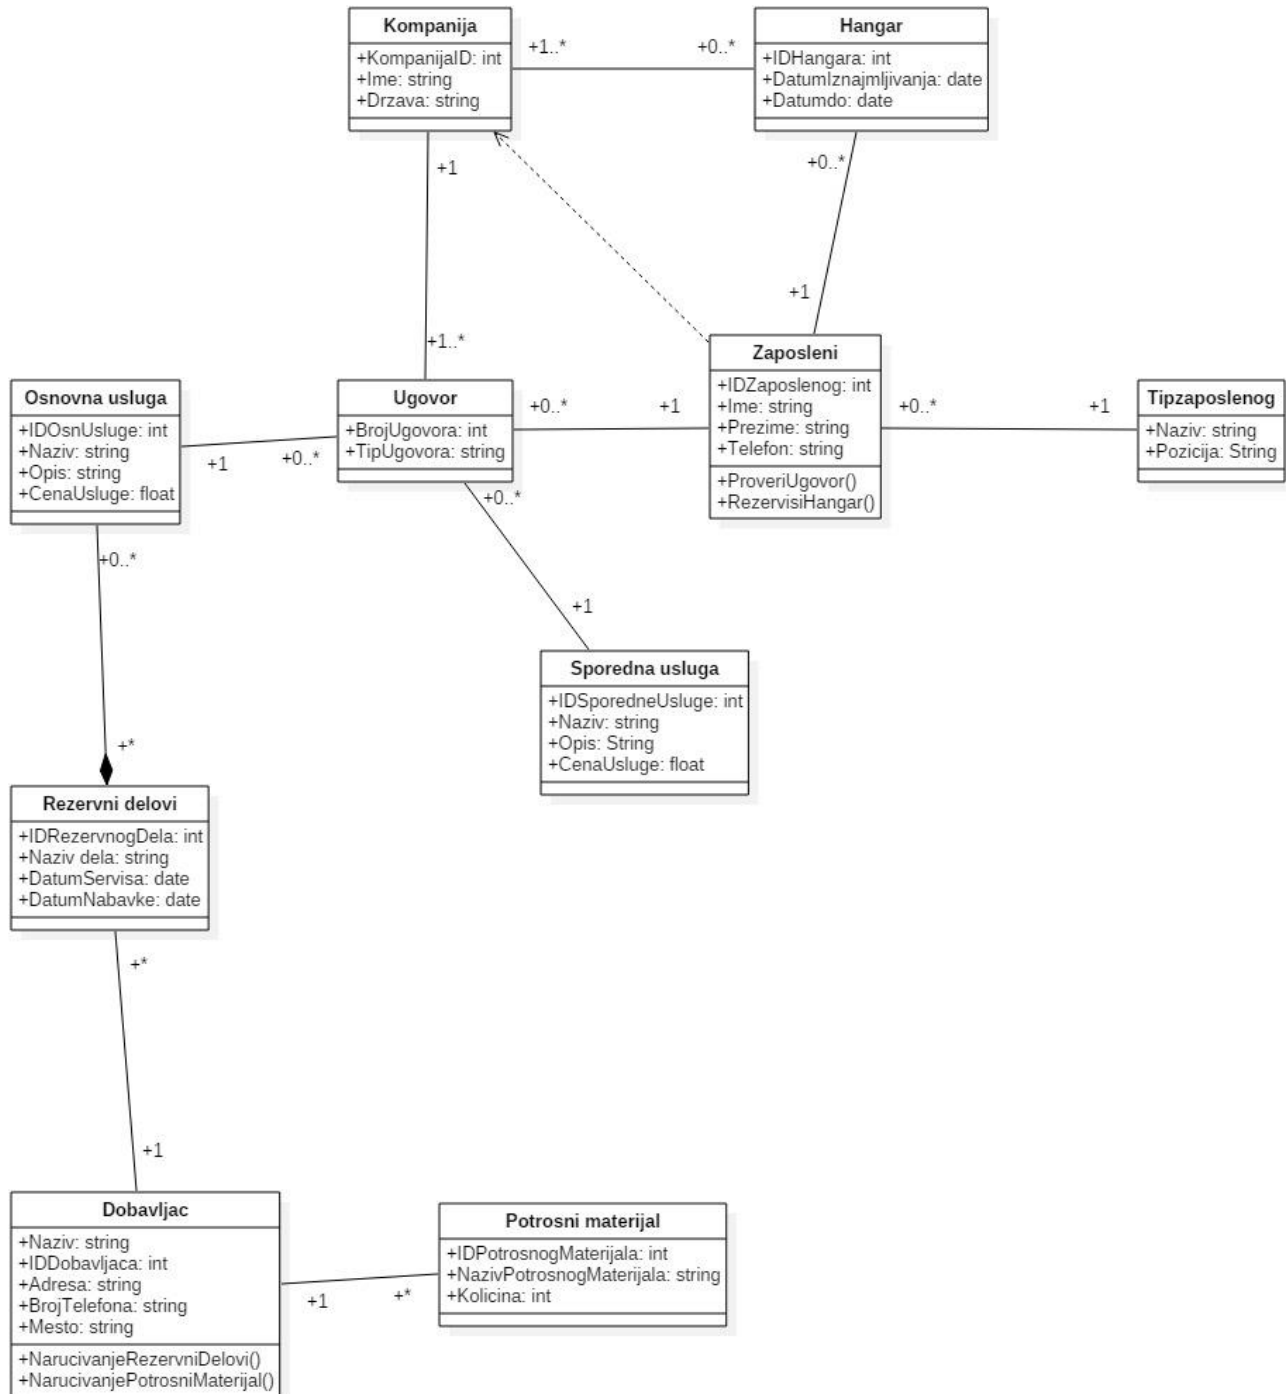 Kompanija
+KompanijaID: int
+Ime: string
+Drzava: string
+1..*
+0..*
Hangar
+IDHangara: int
+DatumIznajmljivanja: date
+Datumdo: date
+1
+0..*
+1
+1..*
Osnovna usluga
+IDOsnUsluge: int
+Naziv: string
+Opis: string
+CenaUsluge: float
+1
+0..*
Ugovor
+BrojUgovora: int
+TipUgovora: string
+0..*
+1
Zaposleni
+IDZaposlenog: int
+Ime: string
+Prezime: string
+Telefon: string
+ProveriUgovor()
+RezervisiHangar()
+0..*
+1
Tipzaposlenog
+Naziv: string
+Pozicija: String
+0..*
+0..*
+1
Sporedna usluga
+IDSporedneUsluge: int
+Naziv: string
+Opis: String
+CenaUsluge: float
+*
Rezervni delovi
+IDRezervnogDela: int
+Naziv dela: string
+DatumServisa: date
+DatumNabavke: date
+*
+1
Dobavljac
+Naziv: string
+IDDobavljaca: int
+Adresa: string
+BrojTelefona: string
+Mesto: string
+NarucivanjeRezervniDelovi()
+NarucivanjePotrosniMaterijal()
+1
+*
Potrosni materijal
+IDPotrosnogMaterijala: int
+NazivPotrosnogMaterijala: string
+Kolicina: int